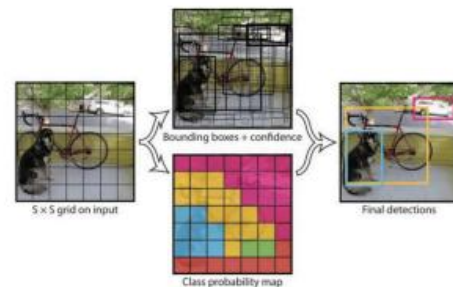 S × S grid on input
Bounding boxes + confidence
Class probability map
Final detections